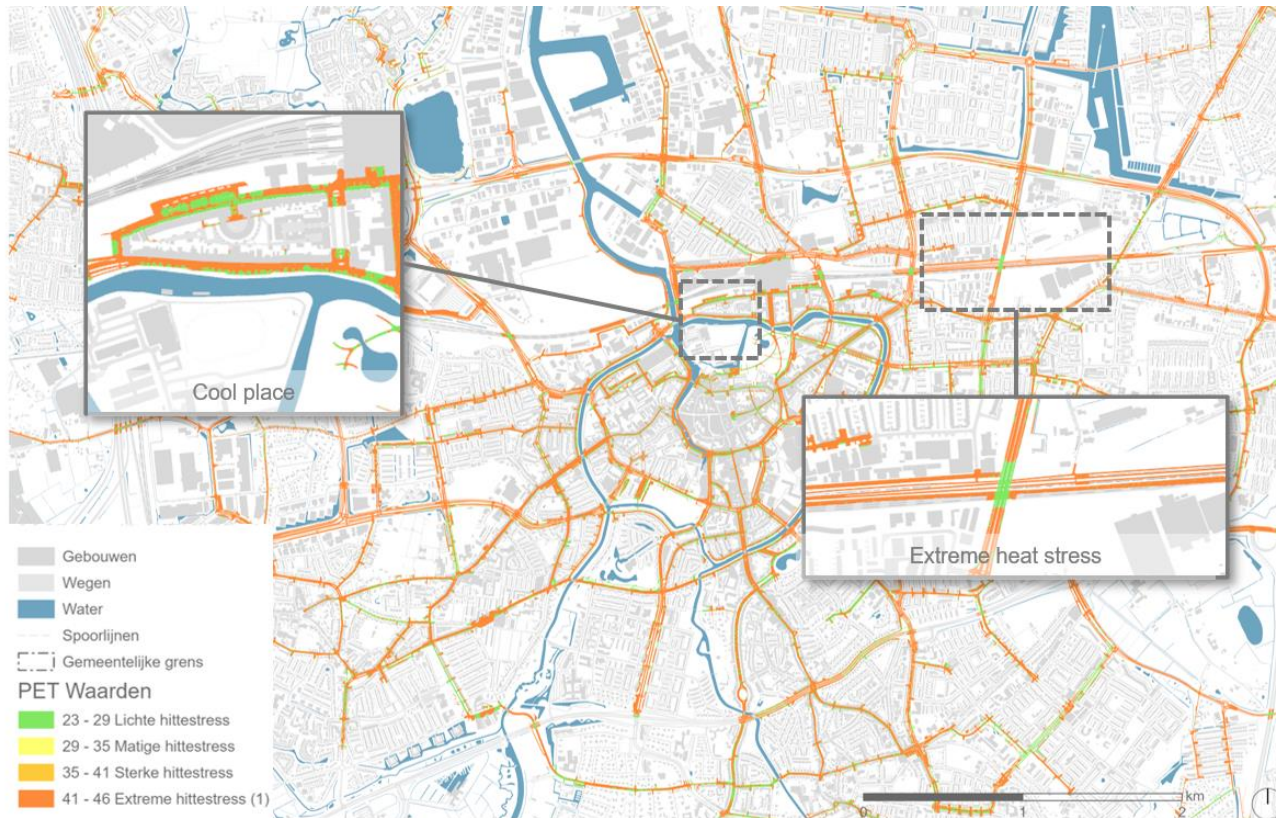 Cool place
Extreme heat stress
Gebouwen
Wegen
Water
Spoorlijnen
Gemeentelijke grens
PET Waarden
23 - 29 Lichte hittestress
29 - 35 Matige hittestress
35 - 41 Sterke hittestress
41 - 46 Extreme hittestress (1)
km
0 1 2